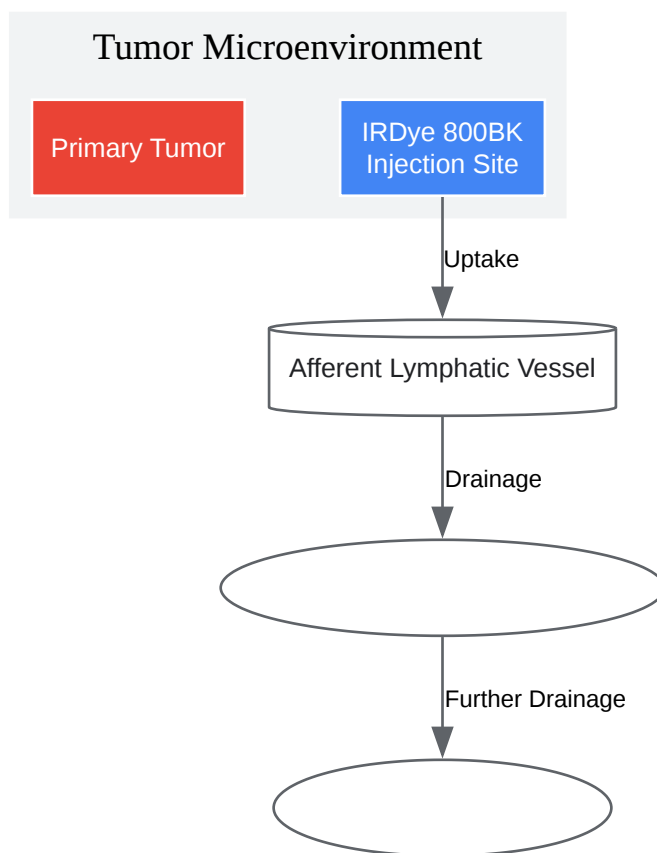 Tumor Microenvironment
Primary Tumor
IRDye 800BK
Injection Site
Uptake
Afferent Lymphatic Vessel
Drainage
Further Drainage